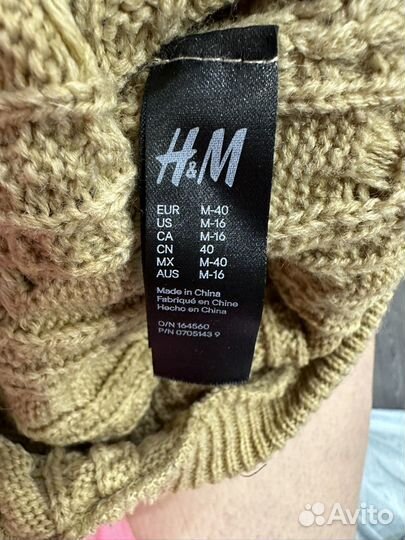 H&M
EUR M-40
US M-16
CA M-16
CN 40
MX M-40
AUS M-16
Made in China
Fabriqué en Chine
Hecho en China
O/N 164560
P/N 0705143 9
Avito